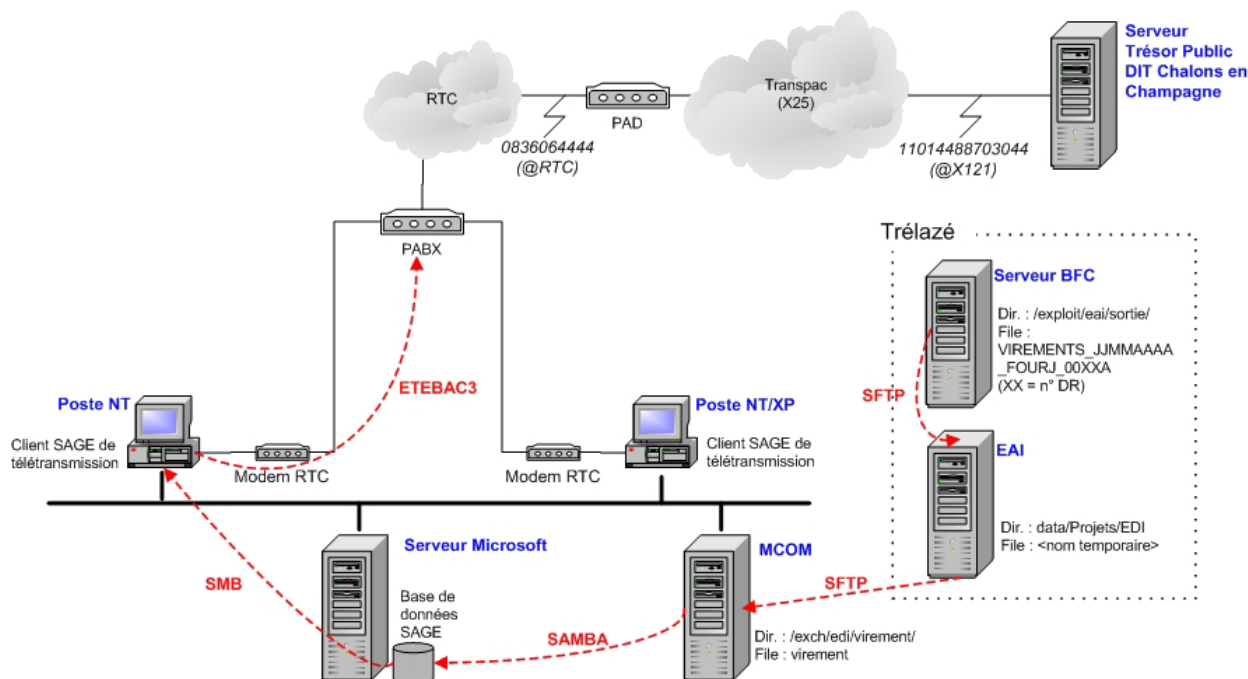 Serveur
Trésor Public
DIT Chalons en
Champagne
RTC
Transpac
(X25)
PAD
0836064444
(@RTC)
11014488703044
(@X121)
PABX
Trélazé
Serveur BFC
Dir. : /exploit/eai/sortie/
File :
VIREMENTS_JJMMAAAA
_FOURJ_00XXA
(XX = n° DR)
ETEBAC3
SFTP
Poste NT
Poste NT/XP
Client SAGE de
télétransmission
Modem RTC
Modem RTC
Client SAGE de
télétransmission
EAI
Dir. : data/Projets/EDI
File : <nom temporaire>
Serveur Microsoft
MCOM
SMB
SFTP
Base de
données
SAGE
SAMBA
Dir. : /exch/edi/virement/
File : virement